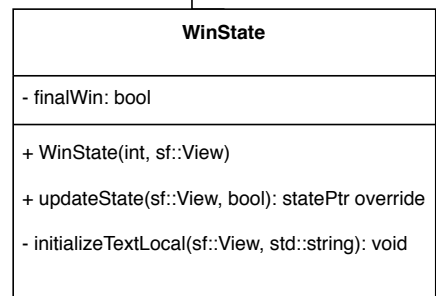 WinState
- finalWin: bool
+ WinState(int, sf::View)
+ updateState(sf::View, bool): statePtr override
- initializeTextLocal(sf::View, std::string): void